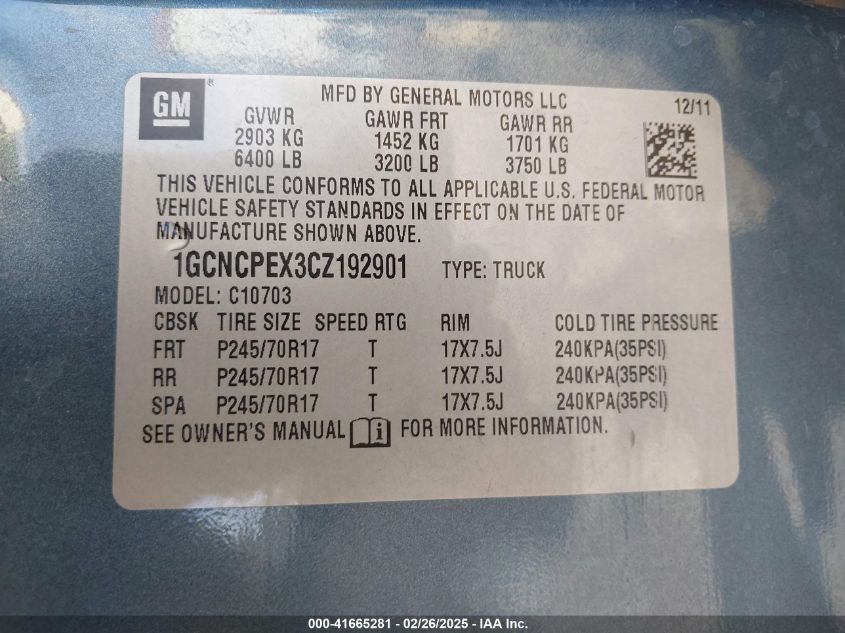 GM
MFD BY GENERAL MOTORS LLC 12/11
GVWR GAWR FRT GAWR RR
2903 KG 1452 KG 1701 KG
6400 LB 3200 LB 3750 LB
THIS VEHICLE CONFORMS TO ALL APPLICABLE U.S. FEDERAL MOTOR
VEHICLE SAFETY STANDARDS IN EFFECT ON THE DATE OF
MANUFACTURE SHOWN ABOVE.
1GCNCPEX3CZ192901 TYPE: TRUCK
MODEL: C10703
CBSK TIRE SIZE SPEED RTG RIM COLD TIRE PRESSURE
FRT P245/70R17 T 17X7.5J 240KPA(35PSI)
RR P245/70R17 T 17X7.5J 240KPA(35PSI)
SPA P245/70R17 T 17X7.5J 240KPA(35PSI)
SEE OWNER'S MANUAL i FOR MORE INFORMATION.
000-41665281 - 02/26/2025 - IAA Inc.